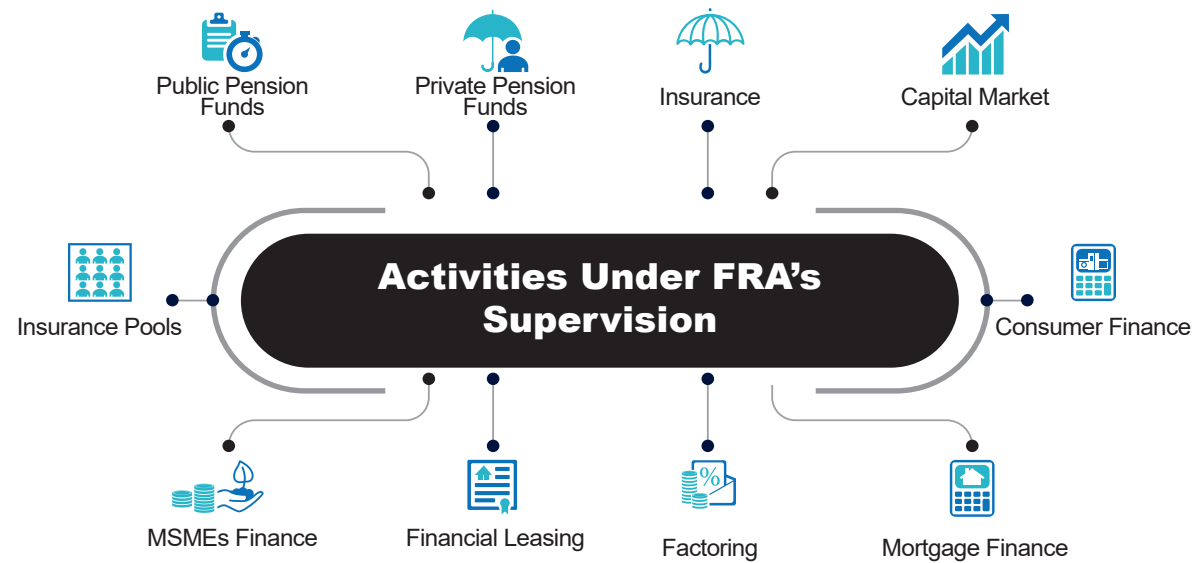 Public Pension
Funds
Private Pension
Funds
Insurance
Capital Market
Activities Under FRA’s
Supervision
Insurance Pools
Consumer Finance
MSMEs Finance
Financial Leasing
%
Factoring
Mortgage Finance